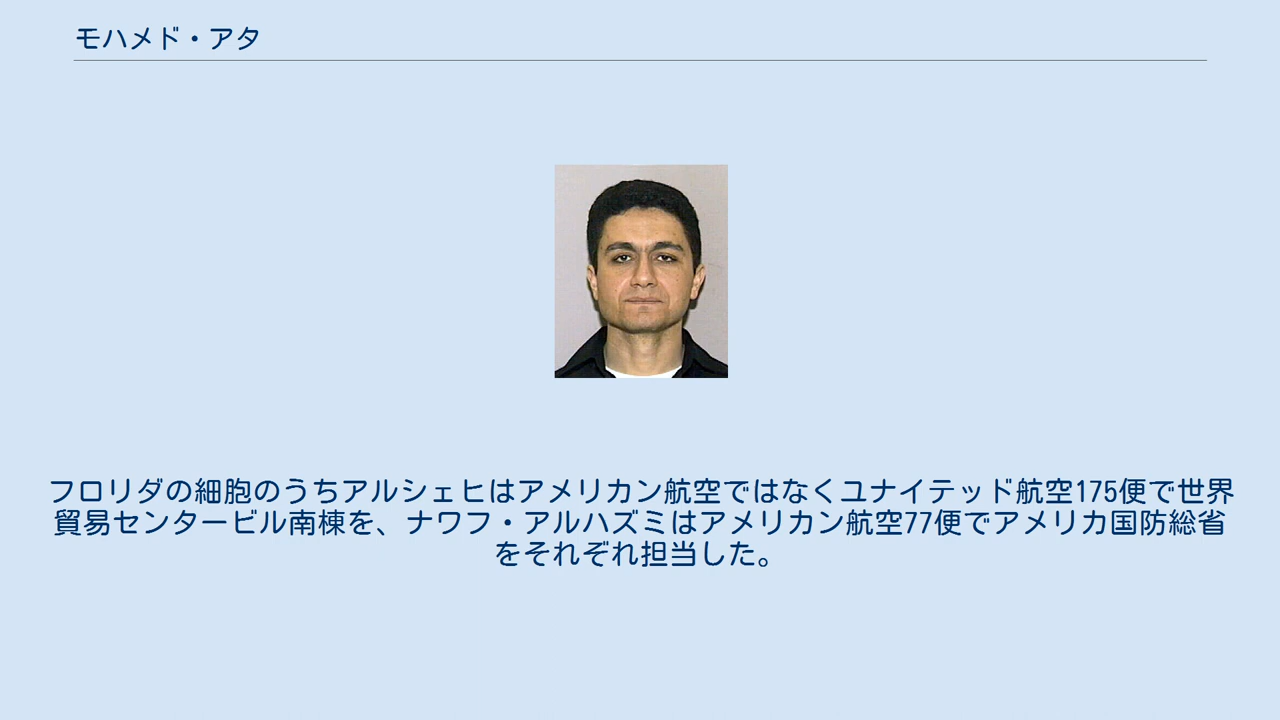 モハメド・アタ
フロリダの細胞のうちアルシェヒはアメリカン航空ではなくユナイテッド航空175便で世界
貿易センタービル南棟を、ナワフ・アルハズミはアメリカン航空77便でアメリカ国防総省
をそれぞれ担当した。